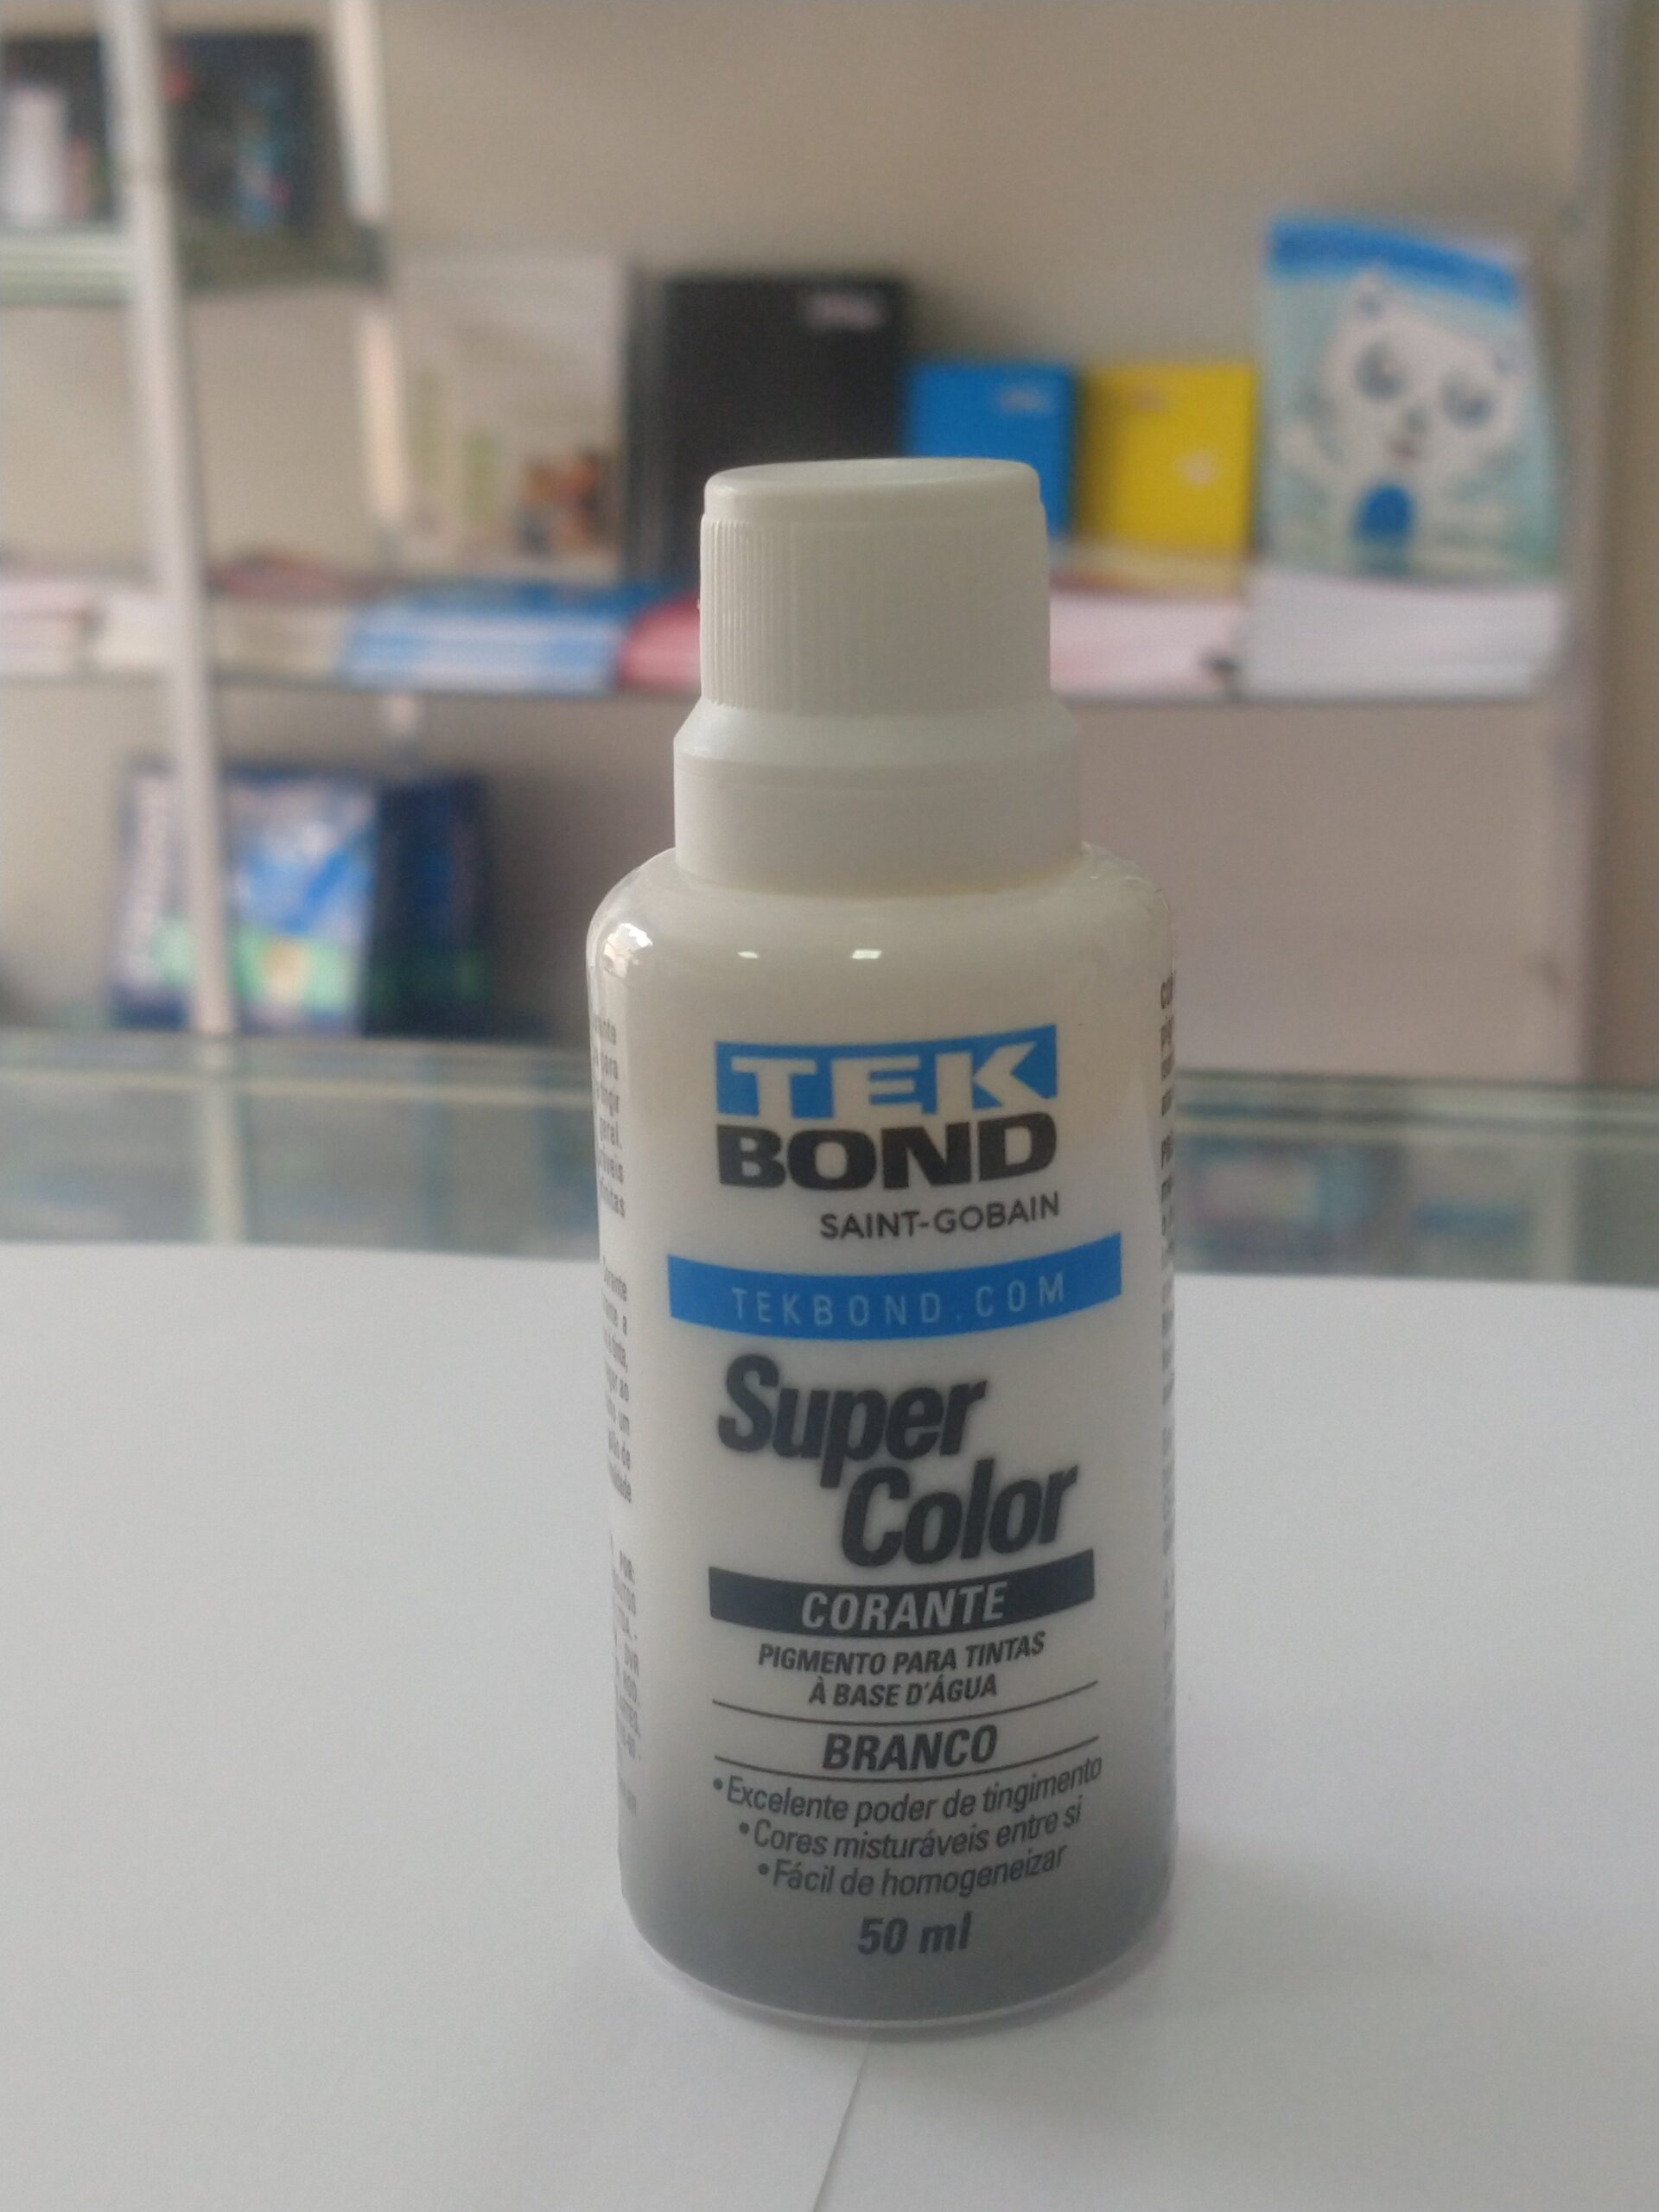 TEK
BOND
SAINT-GOBAIN
TEKBOND.COM
Super
Color
CORANTE
PIGMENTO PARA TINTAS
À BASE D'ÁGUA
BRANCO
•Excelente poder de tingimento
•Cores misturáveis entre si
•Fácil de homogeneizar
50 ml